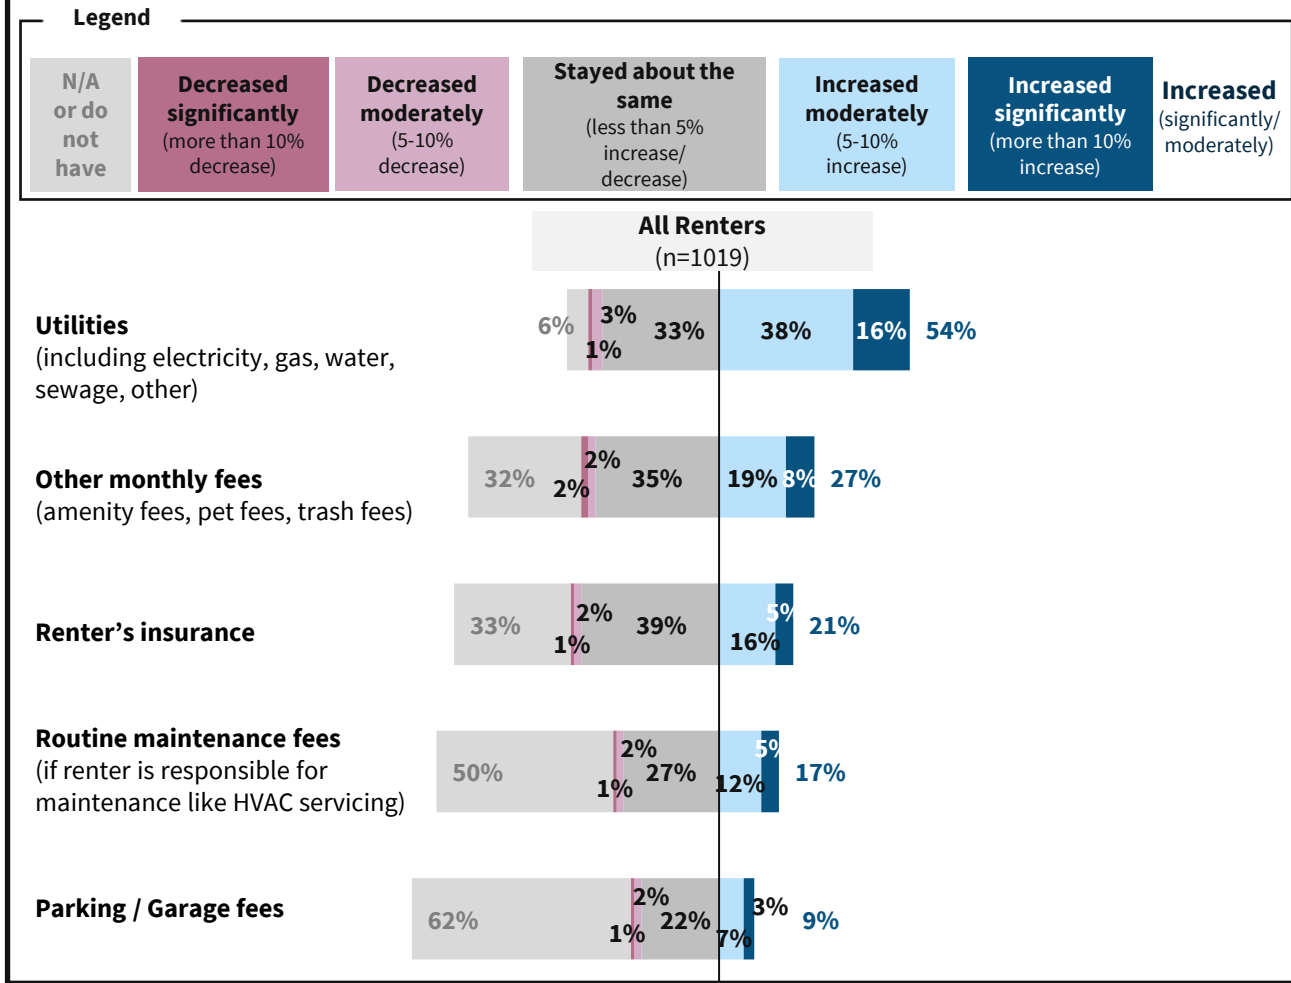 Legend
N/A
or do
not
have
Decreased
significantly
(more than 10%
decrease)
Decreased
moderately
(5-10%
decrease)
Stayed about the
same
(less than 5%
increase/
decrease)
Increased
moderately
(5-10%
increase)
Increased
significantly
(more than 10%
increase)
Increased
(significantly/
moderately)
All Renters
(n=1019)
Utilities
(including electricity, gas, water,
sewage, other)
6% 1% 3% 33% 38% 16% 54%
Other monthly fees
(amenity fees, pet fees, trash fees)
32% 2% 2% 35% 19% 8% 27%
Renter’s insurance
33% 1% 2% 39% 16% 5% 21%
Routine maintenance fees
(if renter is responsible for
maintenance like HVAC servicing)
50% 1% 2% 27% 12% 5% 17%
Parking / Garage fees
62% 1% 2% 22% 7% 3% 9%